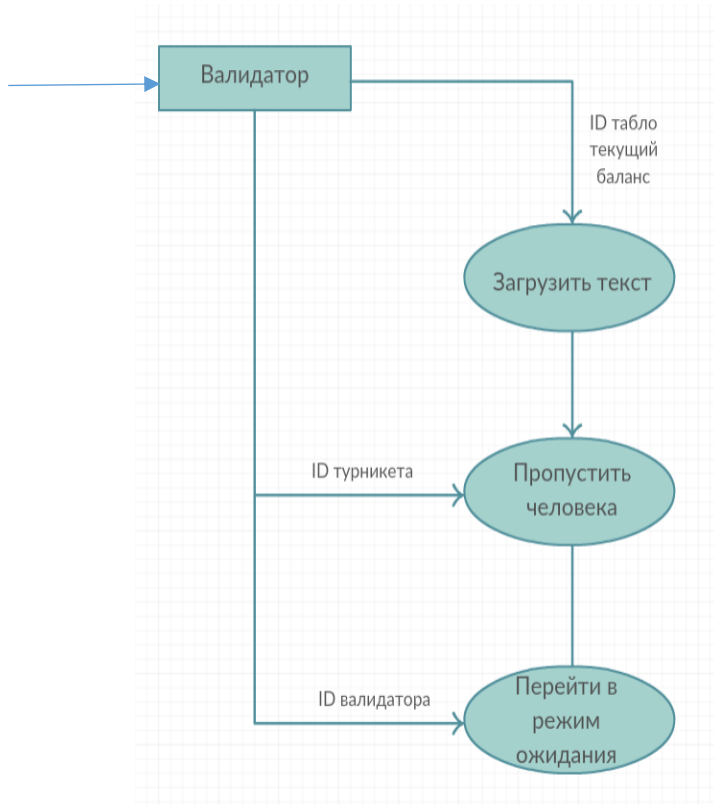 Валидатор
ID табло
текущий
баланс
Загрузить текст
ID турникета
Пропустить
человека
ID валидатора
Перейти в
режим
ожидания